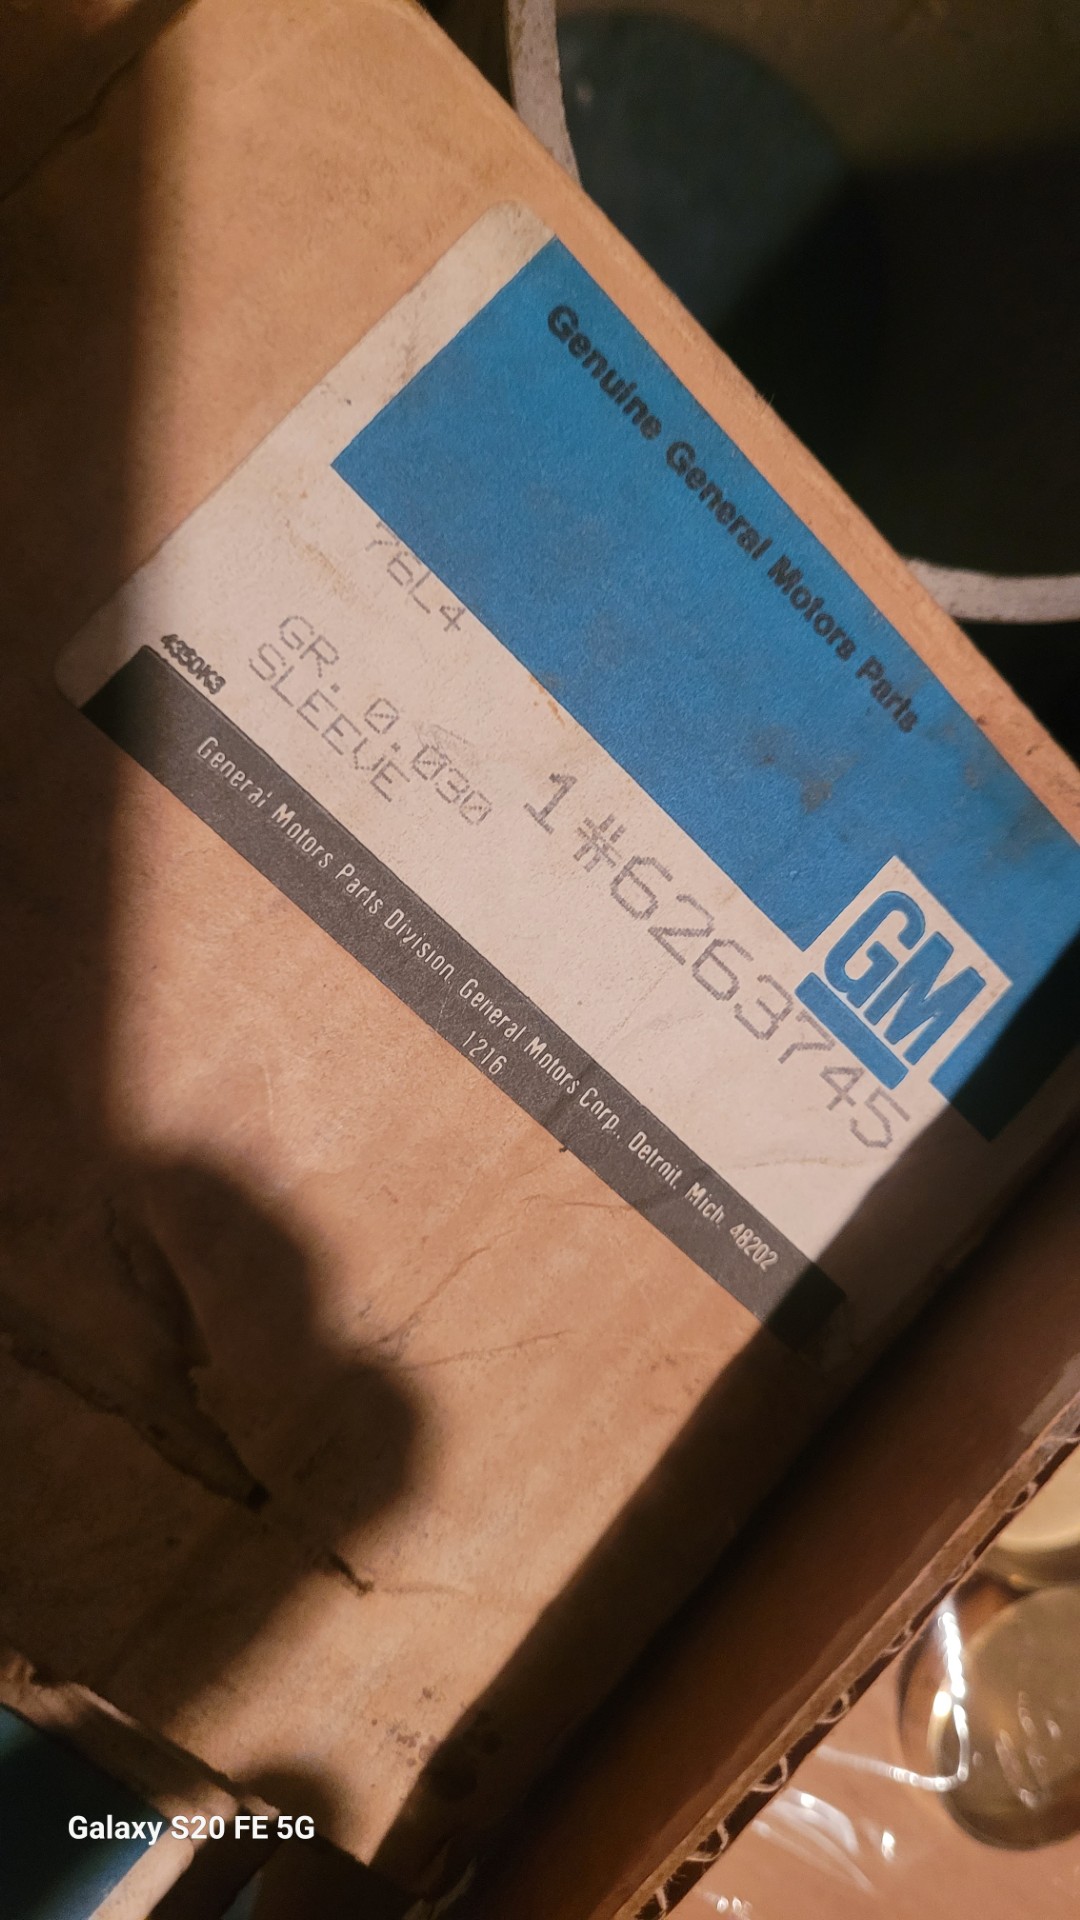 Genuine General Motors Parts
GM
76L4
1#6263745
GR. 0.030
SLEEVE
4350K3
General Motors Parts Division, General Motors Corp., Detroit, Mich. 48202
1216
Galaxy S20 FE 5G